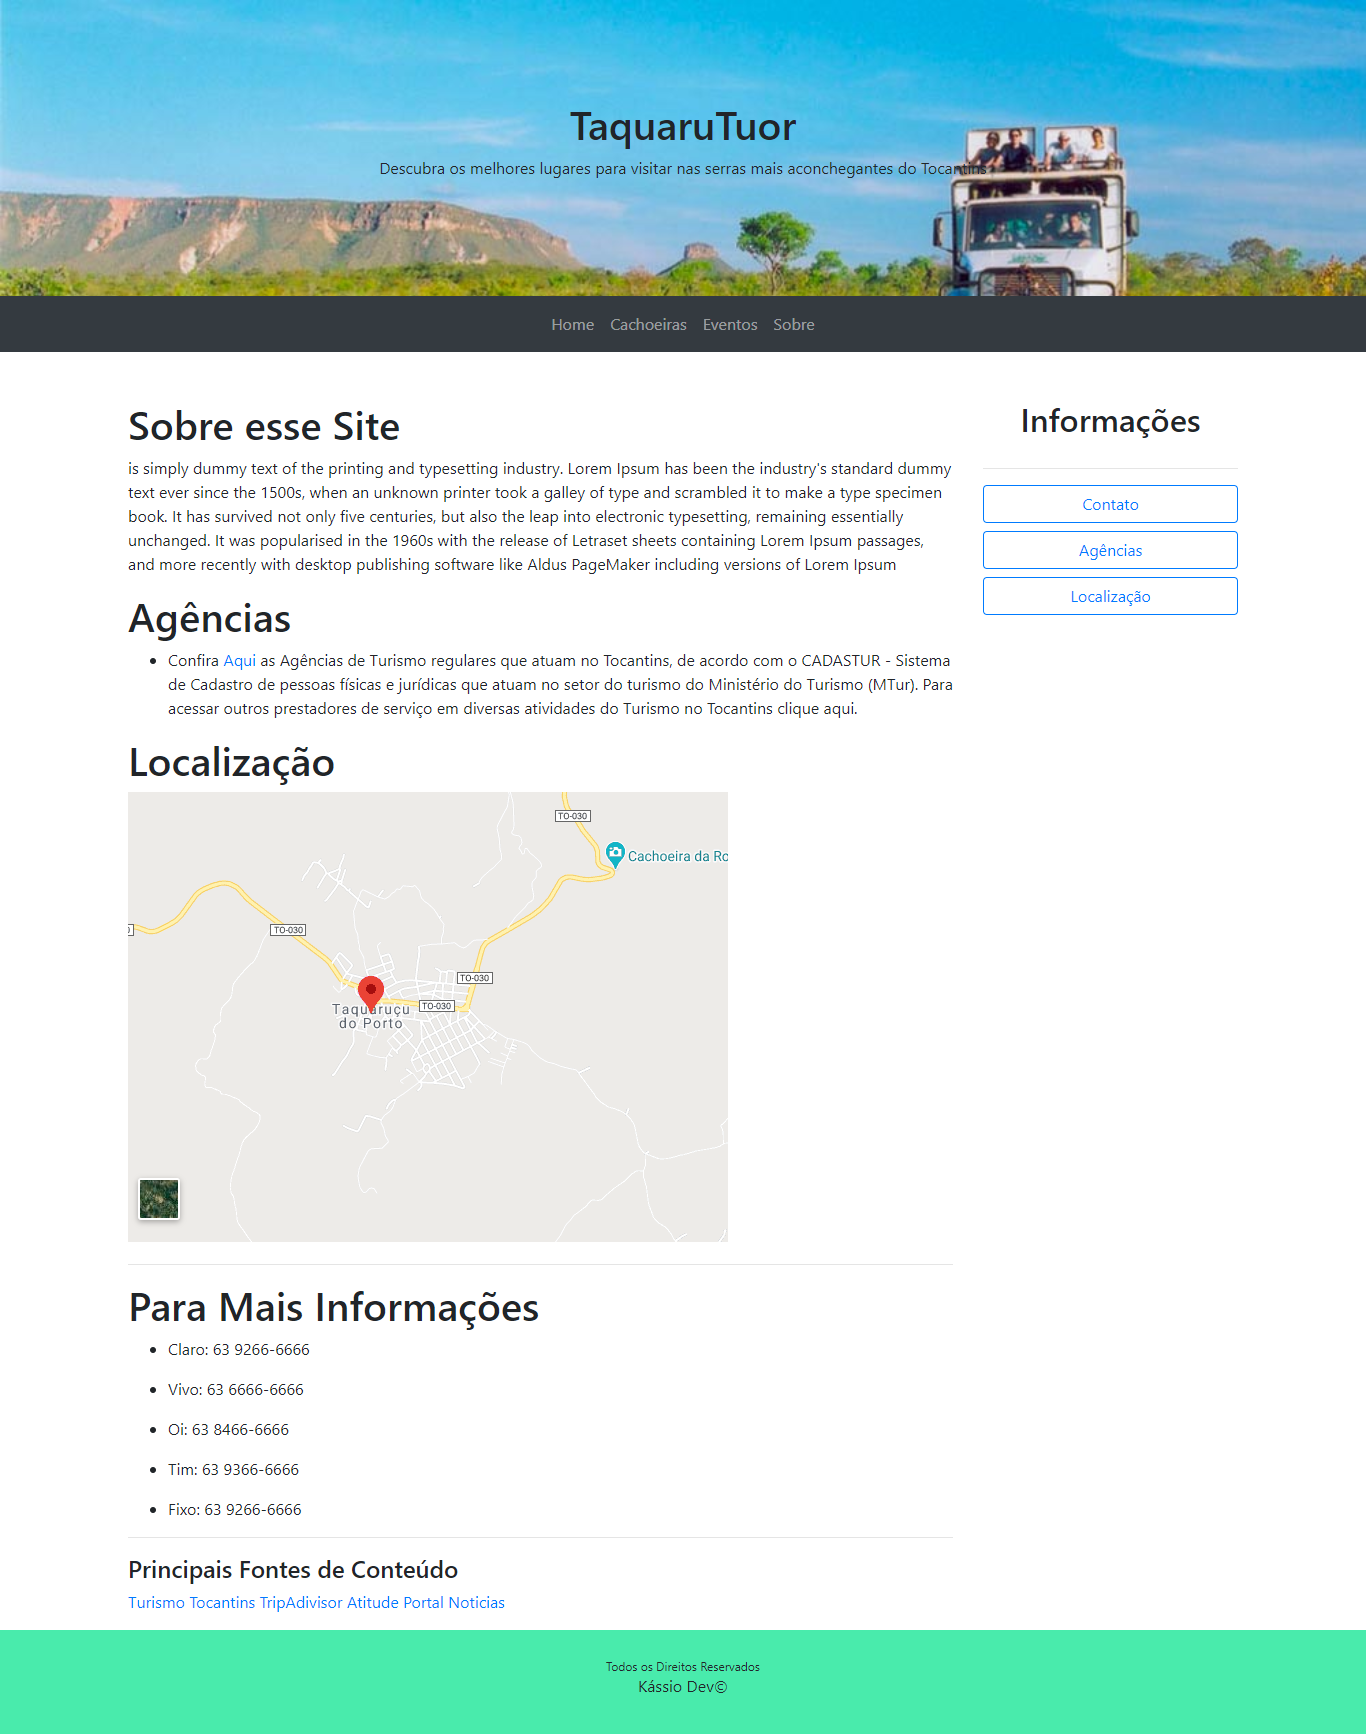 TaquaruTuor
Descubra os melhores lugares para visitar nas serras mais aconchegantes do Tocantins
Home Cachoeiras Eventos Sobre
Sobre esse Site
is simply dummy text of the printing and typesetting industry. Lorem Ipsum has been the industry's standard dummy
text ever since the 1500s, when an unknown printer took a galley of type and scrambled it to make a type specimen
book. It has survived not only five centuries, but also the leap into electronic typesetting, remaining essentially
unchanged. It was popularised in the 1960s with the release of Letraset sheets containing Lorem Ipsum passages,
and more recently with desktop publishing software like Aldus PageMaker including versions of Lorem Ipsum
Agências
Confira Aqui as Agências de Turismo regulares que atuam no Tocantins, de acordo com o CADASTUR - Sistema
de Cadastro de pessoas físicas e jurídicas que atuam no setor do turismo do Ministério do Turismo (MTur). Para
acessar outros prestadores de serviço em diversas atividades do Turismo no Tocantins clique aqui.
Localização
TO-030
Cachoeira da Ro
TO-030
TO-030
TO-030
Taquaruçu
do Porto
Para Mais Informações
Claro: 63 9266-6666
Vivo: 63 6666-6666
Oi: 63 8466-6666
Tim: 63 9366-6666
Fixo: 63 9266-6666
Principais Fontes de Conteúdo
Turismo Tocantins TripAdivisor Atitude Portal Noticias
Informações
Contato
Agências
Localização
Todos os Direitos Reservados
Kássio Dev©